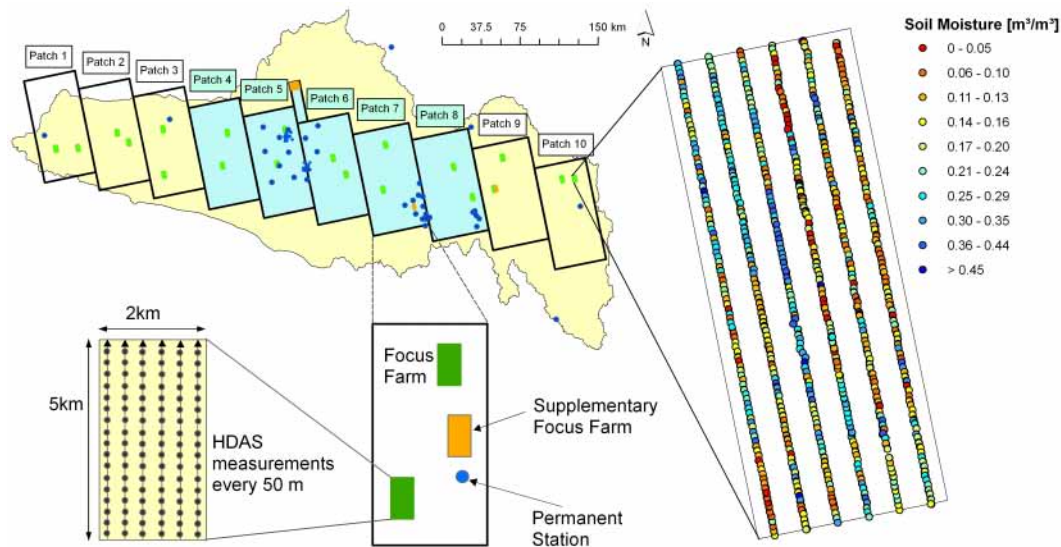 Patch 1
Patch 2
Patch 3
Patch 4
Patch 5
Patch 6
Patch 7
Patch 8
Patch 9
Patch 10
0 37.5 75 150 km
N
Soil Moisture [m³/m³]
0 - 0.05
0.06 - 0.10
0.11 - 0.13
0.14 - 0.16
0.17 - 0.20
0.21 - 0.24
0.25 - 0.29
0.30 - 0.35
0.36 - 0.44
> 0.45
2km
5km
HDAS
measurements
every 50 m
Focus
Farm
Supplementary
Focus Farm
Permanent
Station